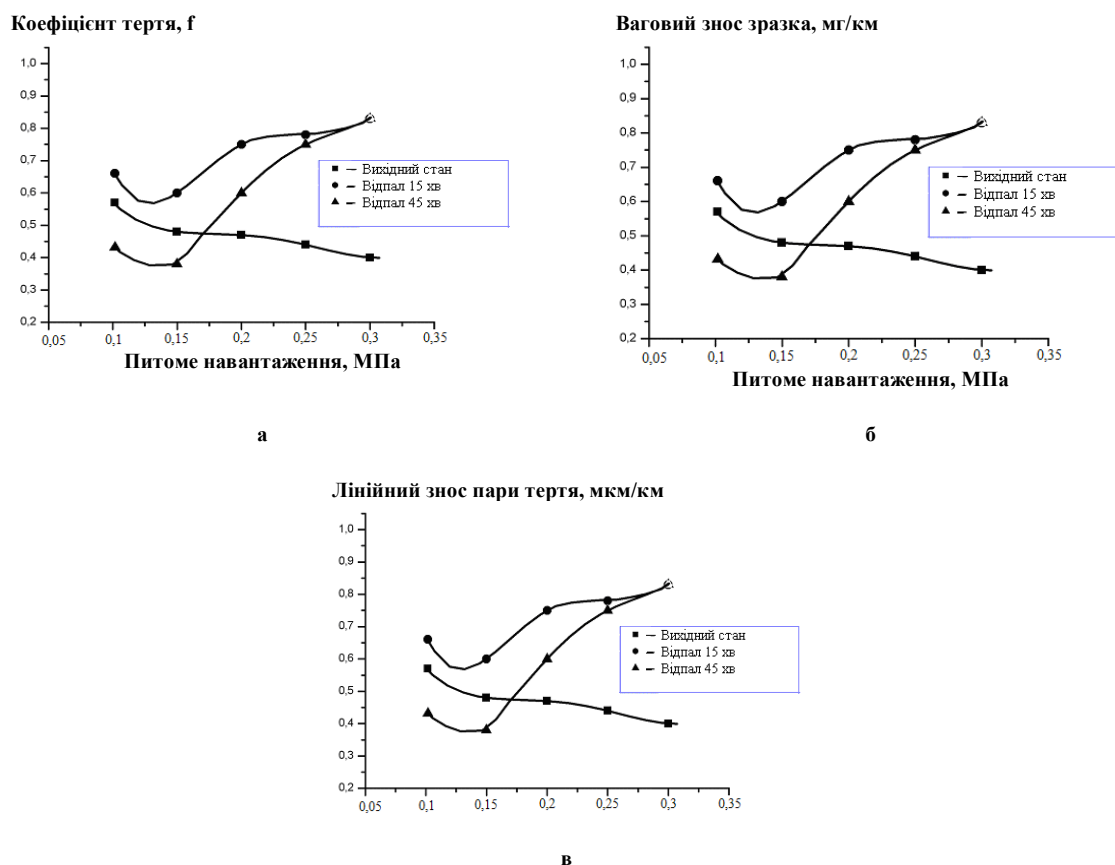 Коефіцієнт тертя, f
1,0
0,9
0,8
0,7
0,6
0,5
0,4
0,3
0,2
0,05 0,1 0,15 0,2 0,25 0,3 0,35
– Вихідний стан
– Відпал 15 хв
– Відпал 45 хв
Питоме навантаження, МПа
а
Ваговий знос зразка, мг/км
1,0
0,9
0,8
0,7
0,6
0,5
0,4
0,3
0,2
0,05 0,1 0,15 0,2 0,25 0,3 0,35
– Вихідний стан
– Відпал 15 хв
– Відпал 45 хв
Питоме навантаження, МПа
б
Лінійний знос пари тертя, мкм/км
1,0
0,9
0,8
0,7
0,6
0,5
0,4
0,3
0,2
0,05 0,1 0,15 0,2 0,25 0,3 0,35
– Вихідний стан
– Відпал 15 хв
– Відпал 45 хв
в